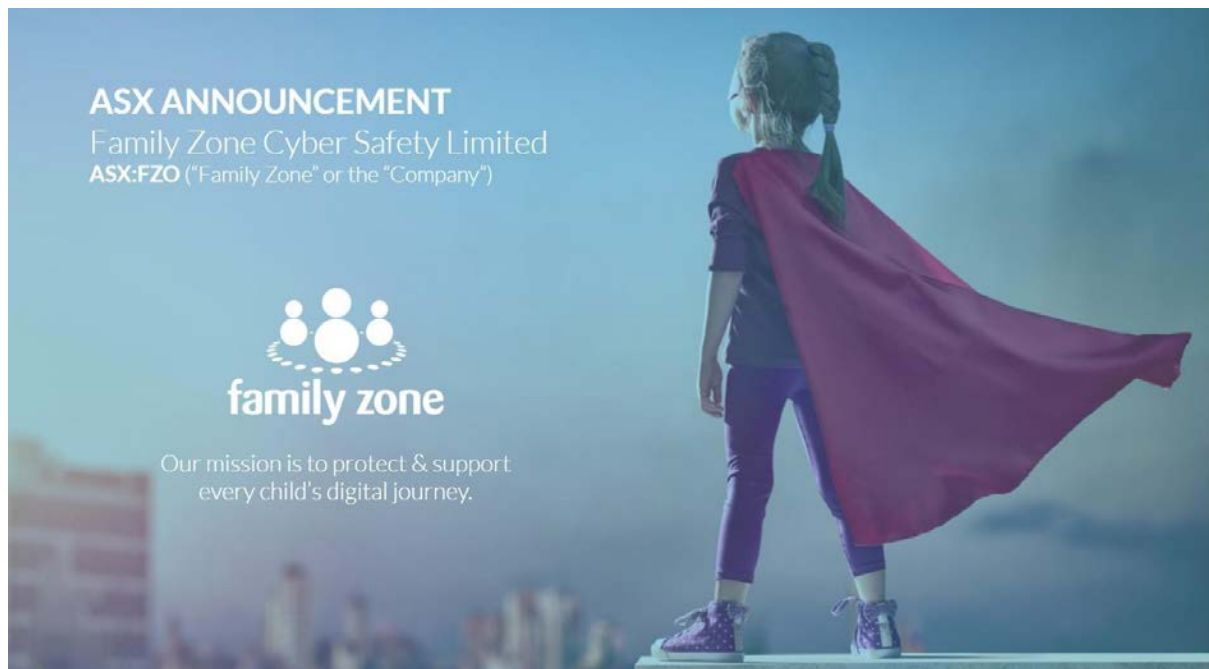 ASX ANNOUNCEMENT
Family Zone Cyber Safety Limited
ASX:FZO (“Family Zone” or the “Company”)
family zone
Our mission is to protect & support
every child’s digital journey.